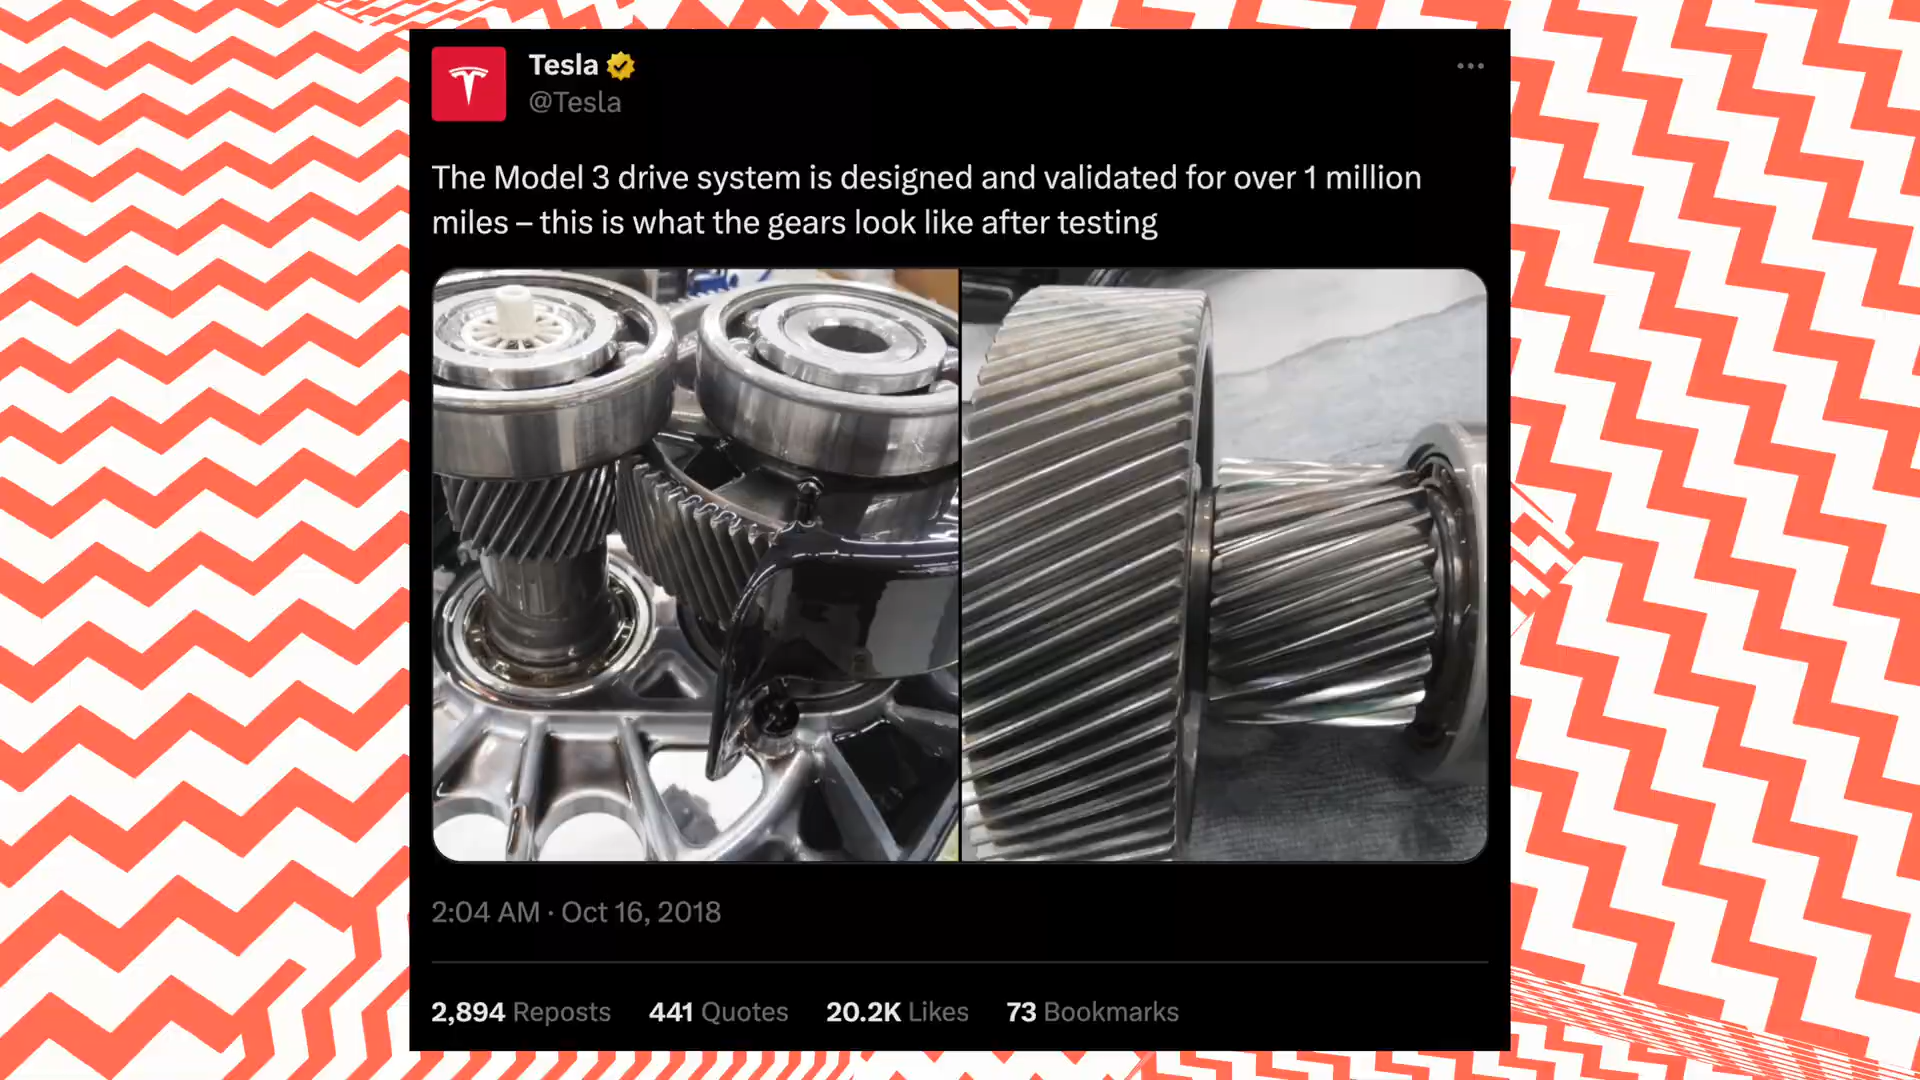 Tesla
@Tesla
The Model 3 drive system is designed and validated for over 1 million
miles – this is what the gears look like after testing
2:04 AM · Oct 16, 2018
2,894 Reposts 441 Quotes 20.2K Likes 73 Bookmarks